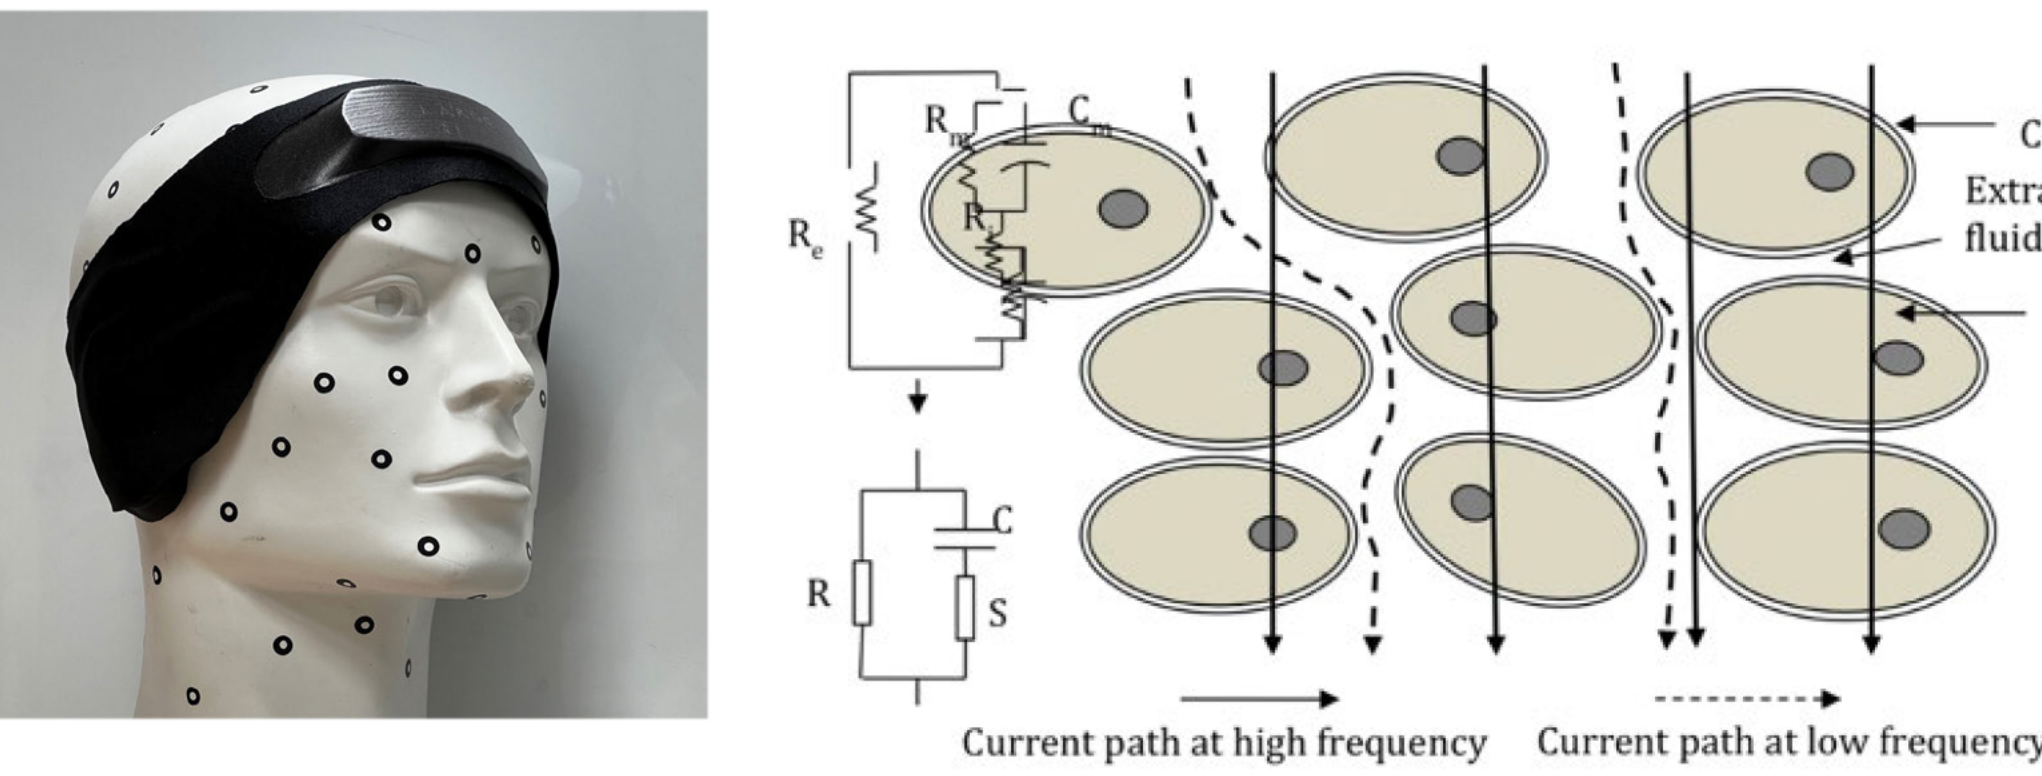 R
m
C
m
R
e
R
i
C
Extra
fluid
R
C
S
Current path at high frequency
Current path at low frequency